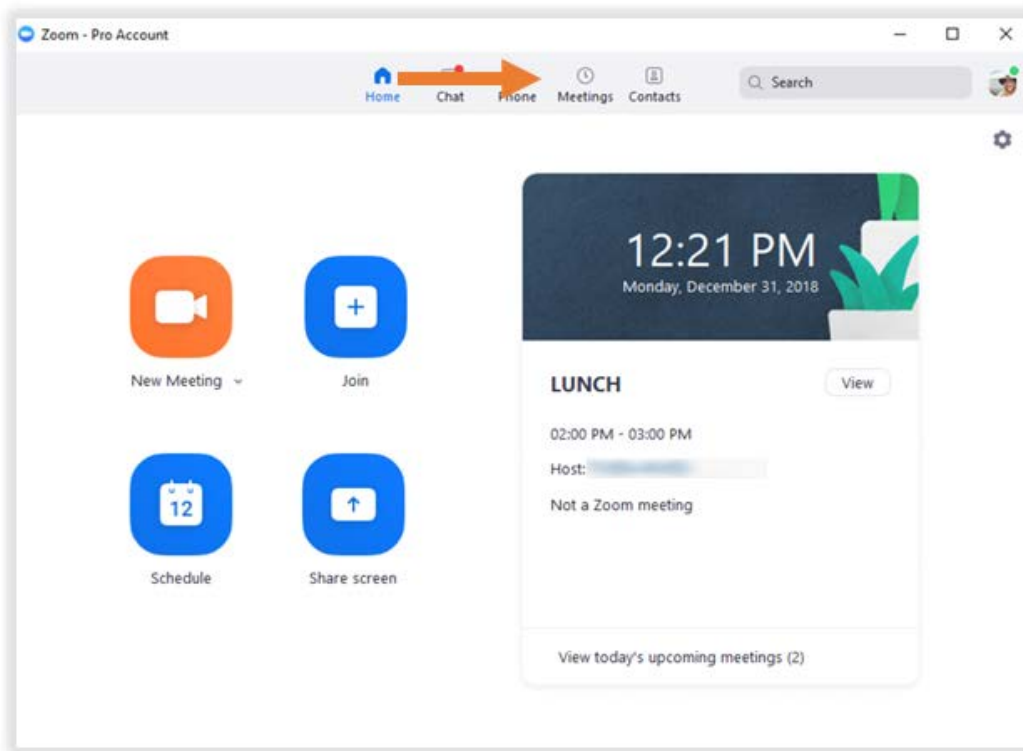 Zoom - Pro Account
Home Chat Phone Meetings Contacts Search
12:21 PM
Monday, December 31, 2018
New Meeting Join
LUNCH View
02:00 PM - 03:00 PM
Host:
Not a Zoom meeting
12
Schedule Share screen
View today's upcoming meetings (2)